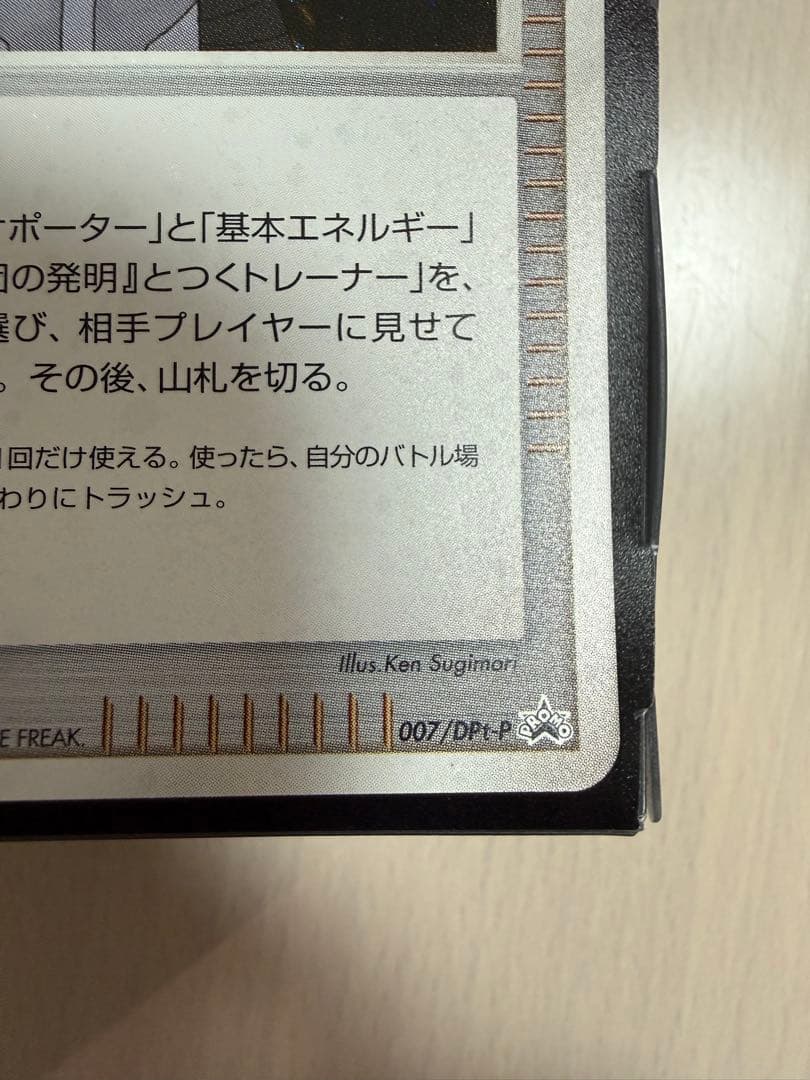 ポーター」と「基本エネルギー」
の発明』とつくトレーナー」を、
び、相手プレイヤーに見せて
。その後、山札を切る。
回だけ使える。使ったら、自分のバトル場
わりにトラッシュ。
Illus.Ken Sugimori
E FREAK.
007/DPt-P
PROMO